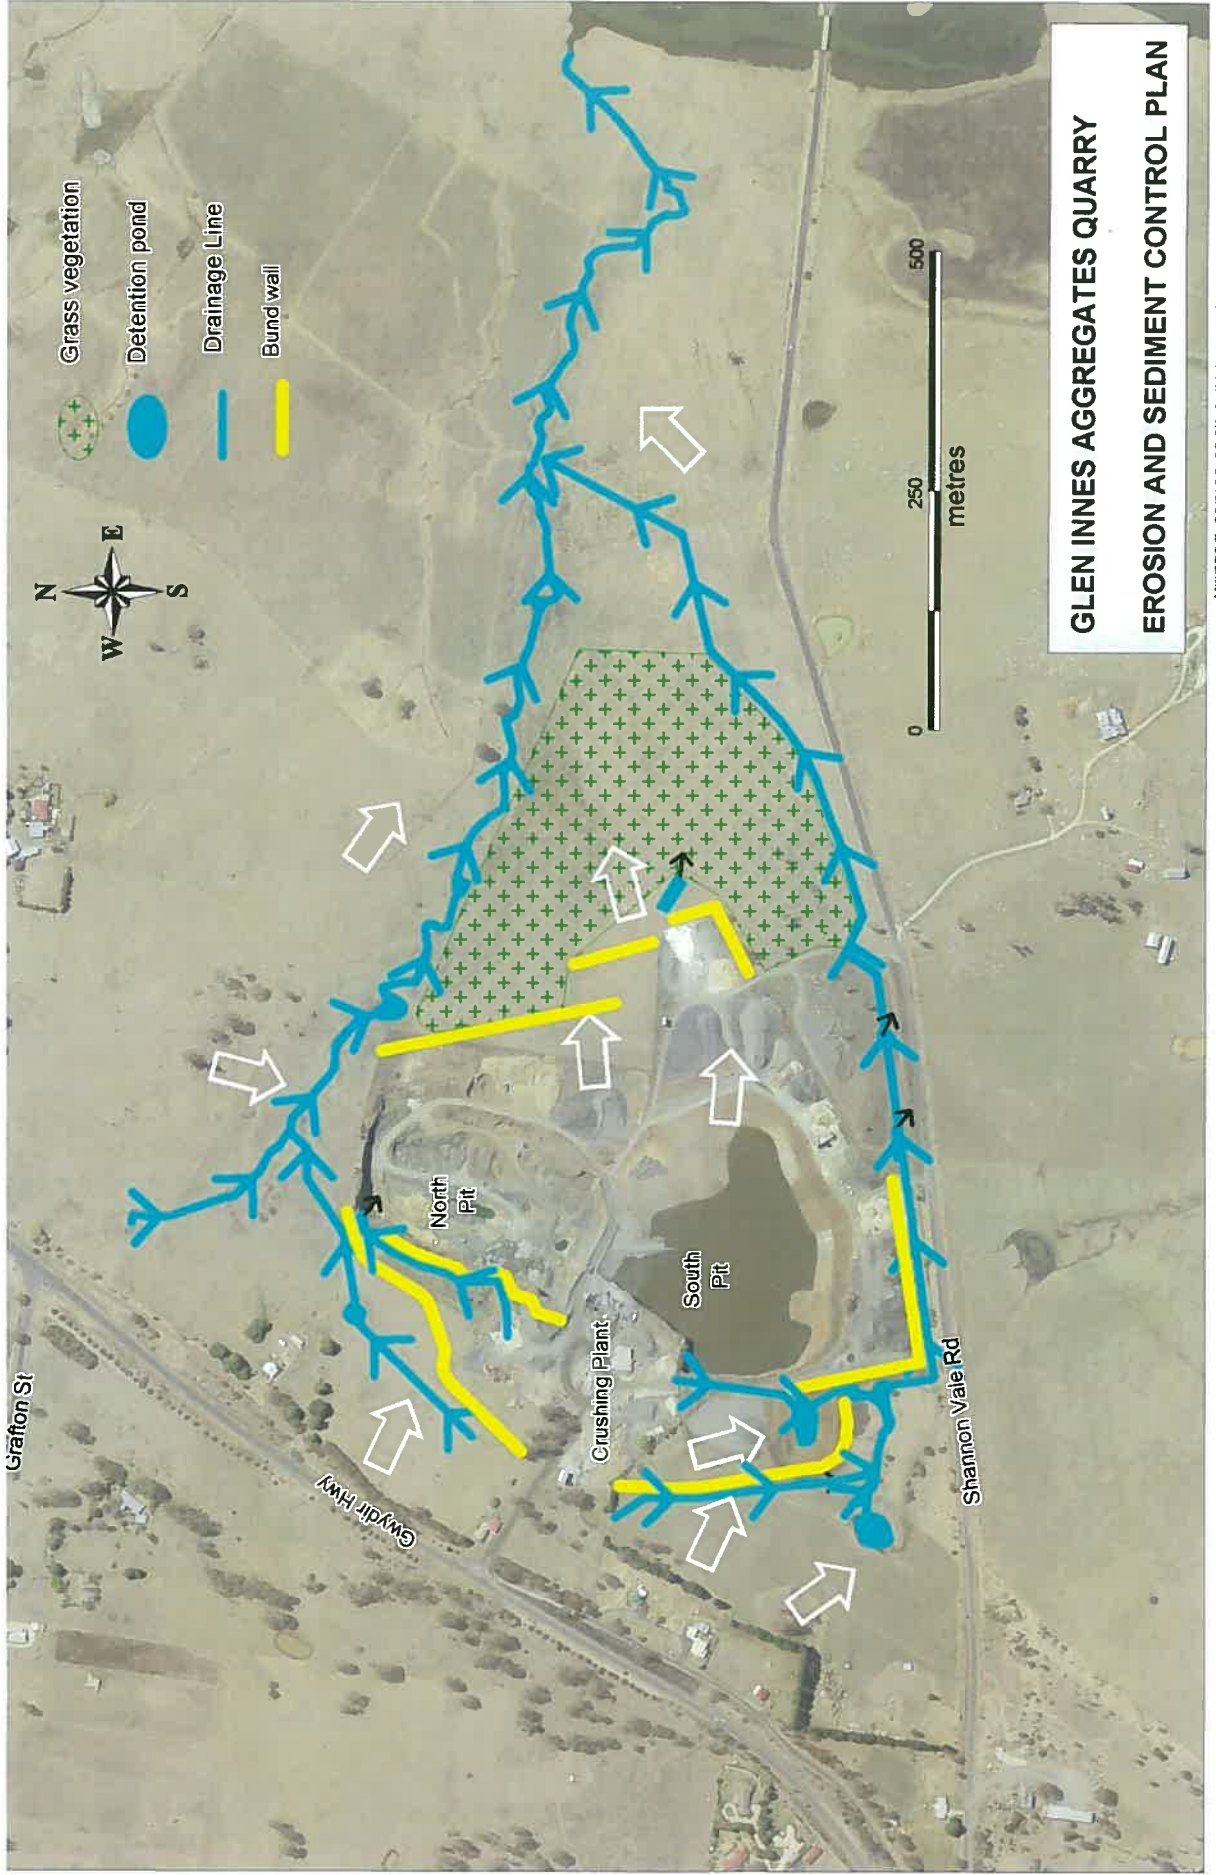 Grafton St
Gwydir Hwy
N
W
E
S
Grass vegetation
Detention pond
Drainage Line
Bund wall
North
Pit
Crushing Plant
South
Pit
Shannon Vale Rd
0
250
500
metres
GLEN INNES AGGREGATES QUARRY
EROSION AND SEDIMENT CONTROL PLAN